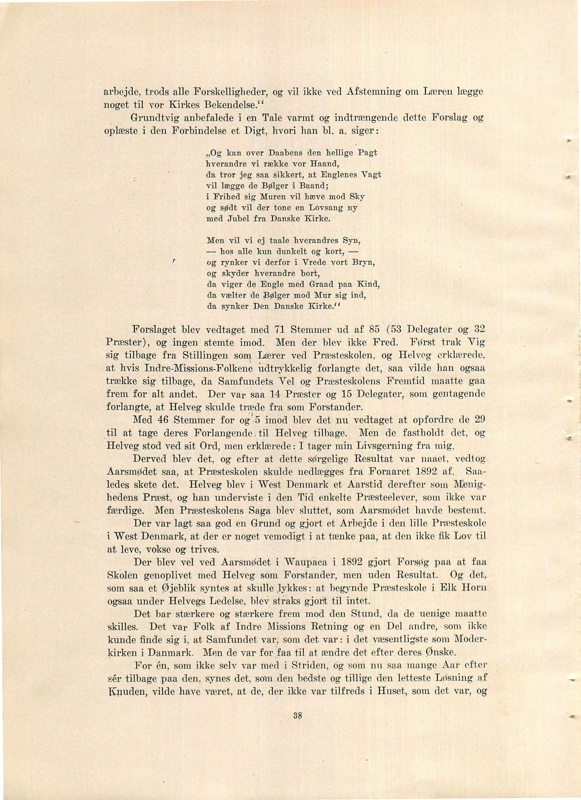 arbejde, trods alle Forskelligheder, og vil ikke ved Afstemning om Læren lægge
noget til vor Kirkes Bekendelse.“
Grundtvig anbefalede i en Tale varmt og indtrængende dette Forslag og
oplæste i den Forbindelse et Digt, hvori han bl. a. siger:
„Og kan over Daabens den hellige Pagt
hverandre vi række vor Haand,
da tror jeg saa sikkert, at Englenes Vagt
vil lægge de Bølger i Baand;
i Frihed sig Muren vil hæve mod Sky
og sødt vil der tone en Lovsang ny
med Jubel fra Danske Kirke.
Men vil vi ej taale hverandres Syn,
— hos alle kun dunkelt og kort, —
og rynker vi derfor i Vrede vort Bryn,
og skyder hverandre bort,
da viger de Engle med Graad paa Kind,
da vælter de Bølger mod Mur sig ind,
da synker Den Danske Kirke.“
Forslaget blev vedtaget med 71 Stemmer ud af 85 (53 Delegater og 32
Præster), og ingen stemte imod. Men der blev ikke Fred. Først trak Vig
sig tilbage fra Stillingen som Lærer ved Præsteskolen, og Helveg erklærede,
at hvis Indre-Missions-Folkene udtrykkelig forlangte det, saa vilde han ogsaa
trække sig tilbage, da Samfundets Vel og Præsteskolens Fremtid maatte gaa
frem for alt andet. Der var saa 14 Præster og 15 Delegater, som gentagende
forlangte, at Helveg skulde træde fra som Forstander.
Med 46 Stemmer for og 5 imod blev det nu vedtaget at opfordre de 29
til at tage deres Forlangende til Helveg tilbage. Men de fastholdt det, og
Helveg stod ved sit Ord, men erklærede: I tager min Livsgerning fra mig.
Derved blev det, og efter at dette sørgelige Resultat var naaet, vedtog
Aarsmødet saa, at Præsteskolen skulde nedlægges fra Foraaret 1892 af. Saa-
ledes skete det. Helveg blev i West Denmark et Aarstid derefter som Menig-
hedens Præst, og han underviste i den Tid enkelte Præsteelever, som ikke var
færdige. Men Præsteskolens Saga blev sluttet, som Aarsmødet havde bestemt.
Der var lagt saa god en Grund og gjort et Arbejde i den lille Præsteskole
i West Denmark, at der er noget vemodigt i at tænke paa, at den ikke fik Lov til
at leve, vokse og trives.
Der blev vel ved Aarsmødet i Waupaca i 1892 gjort Forsøg paa at faa
Skolen genoplivet med Helveg som Forstander, men uden Resultat. Og det,
som saa et Øjeblik syntes at skulle lykkes: at begynde Præsteskole i Elk Horn
ogsaa under Helvegs Ledelse, blev straks gjort til intet.
Det bar stærkere og stærkere frem mod den Stund, da de uenige maatte
skilles. Det var Folk af Indre Missions Retning og en Del andre, som ikke
kunde finde sig i, at Samfundet var, som det var: i det væsentligste som Moder-
kirken i Danmark. Men de var for faa til at ændre det efter deres Ønske.
For én, som ikke selv var med i Striden, og som nu saa mange Aar efter
sér tilbage paa den, synes det, som den bedste og tillige den letteste Løsning af
Knuden, vilde have været, at de, der ikke var tilfreds i Huset, som det var, og
38